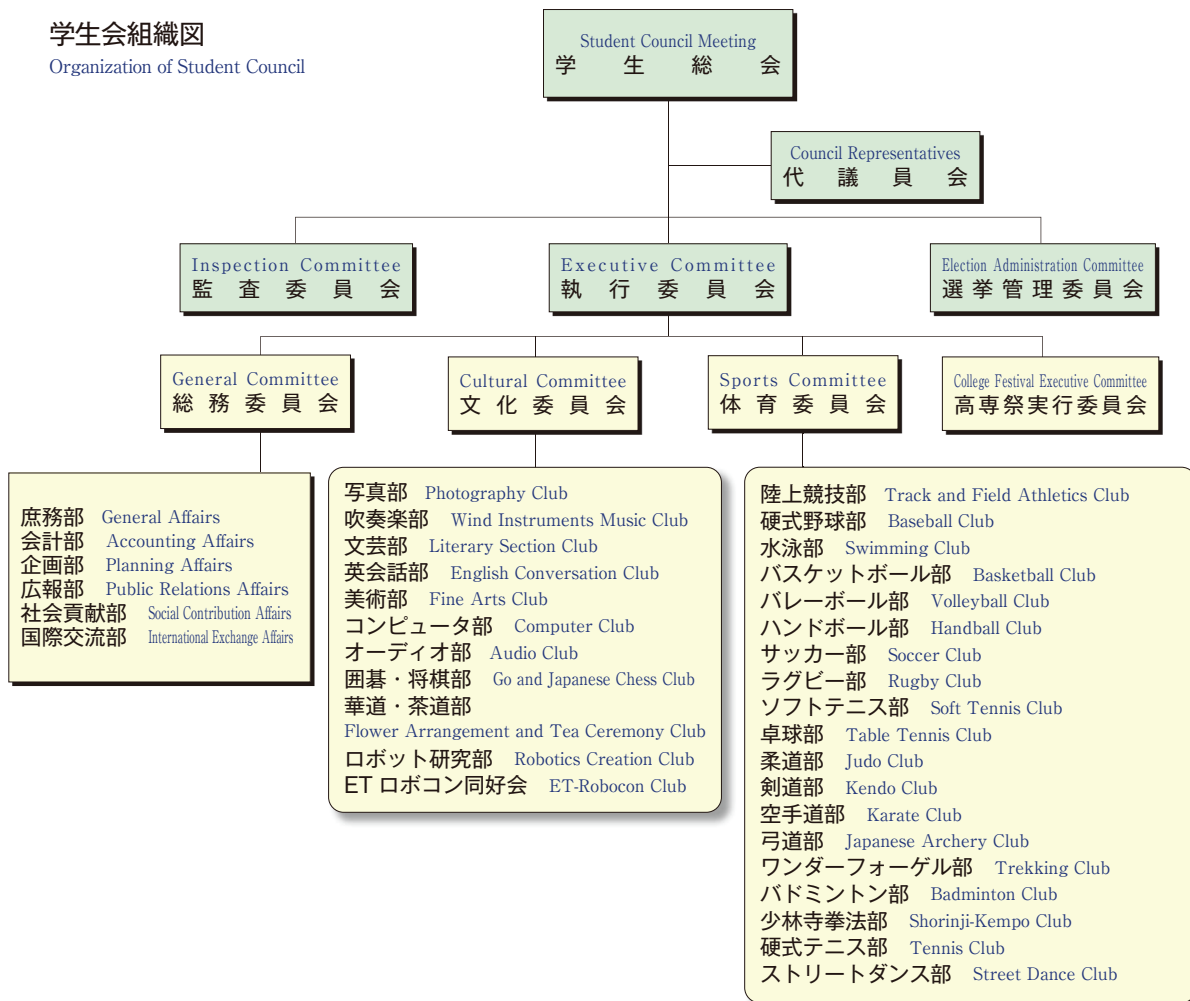 学生会組織図
Organization of Student Council
Student Council Meeting
学生総会
Council Representatives
代議員会
Inspection Committee
監査委員会
Executive Committee
執行委員会
Election Administration Committee
選挙管理委員会
General Committee
総務委員会
Cultural Committee
文化委員会
Sports Committee
体育委員会
College Festival Executive Committee
高専祭実行委員会
庶務部 General Affairs
会計部 Accounting Affairs
企画部 Planning Affairs
広報部 Public Relations Affairs
社会貢献部 Social Contribution Affairs
国際交流部 International Exchange Affairs
写真部 Photography Club
吹奏楽部 Wind Instruments Music Club
文芸部 Literary Section Club
英会話部 English Conversation Club
美術部 Fine Arts Club
コンピュータ部 Computer Club
オーディオ部 Audio Club
囲碁・将棋部 Go and Japanese Chess Club
華道・茶道部
Flower Arrangement and Tea Ceremony Club
ロボット研究部 Robotics Creation Club
ET ロボコン同好会 ET-Robocon Club
陸上競技部 Track and Field Athletics Club
硬式野球部 Baseball Club
水泳部 Swimming Club
バスケットボール部 Basketball Club
バレーボール部 Volleyball Club
ハンドボール部 Handball Club
サッカー部 Soccer Club
ラグビー部 Rugby Club
ソフトテニス部 Soft Tennis Club
卓球部 Table Tennis Club
柔道部 Judo Club
剣道部 Kendo Club
空手道部 Karate Club
弓道部 Japanese Archery Club
ワンダーフォーゲル部 Trekking Club
バドミントン部 Badminton Club
少林寺拳法部 Shorinji-Kempo Club
硬式テニス部 Tennis Club
ストリートダンス部 Street Dance Club